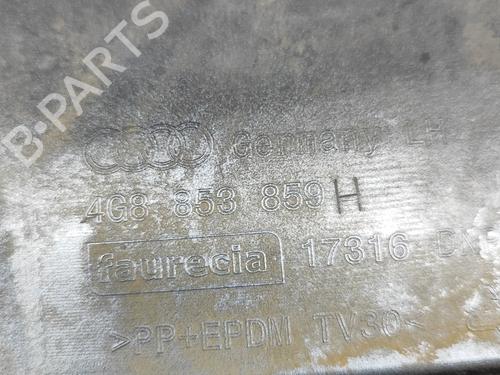 B-PARTS
Germany LH
4G8 853 859 H
faurecia 17316 DX
>PP+EPDM TV30<